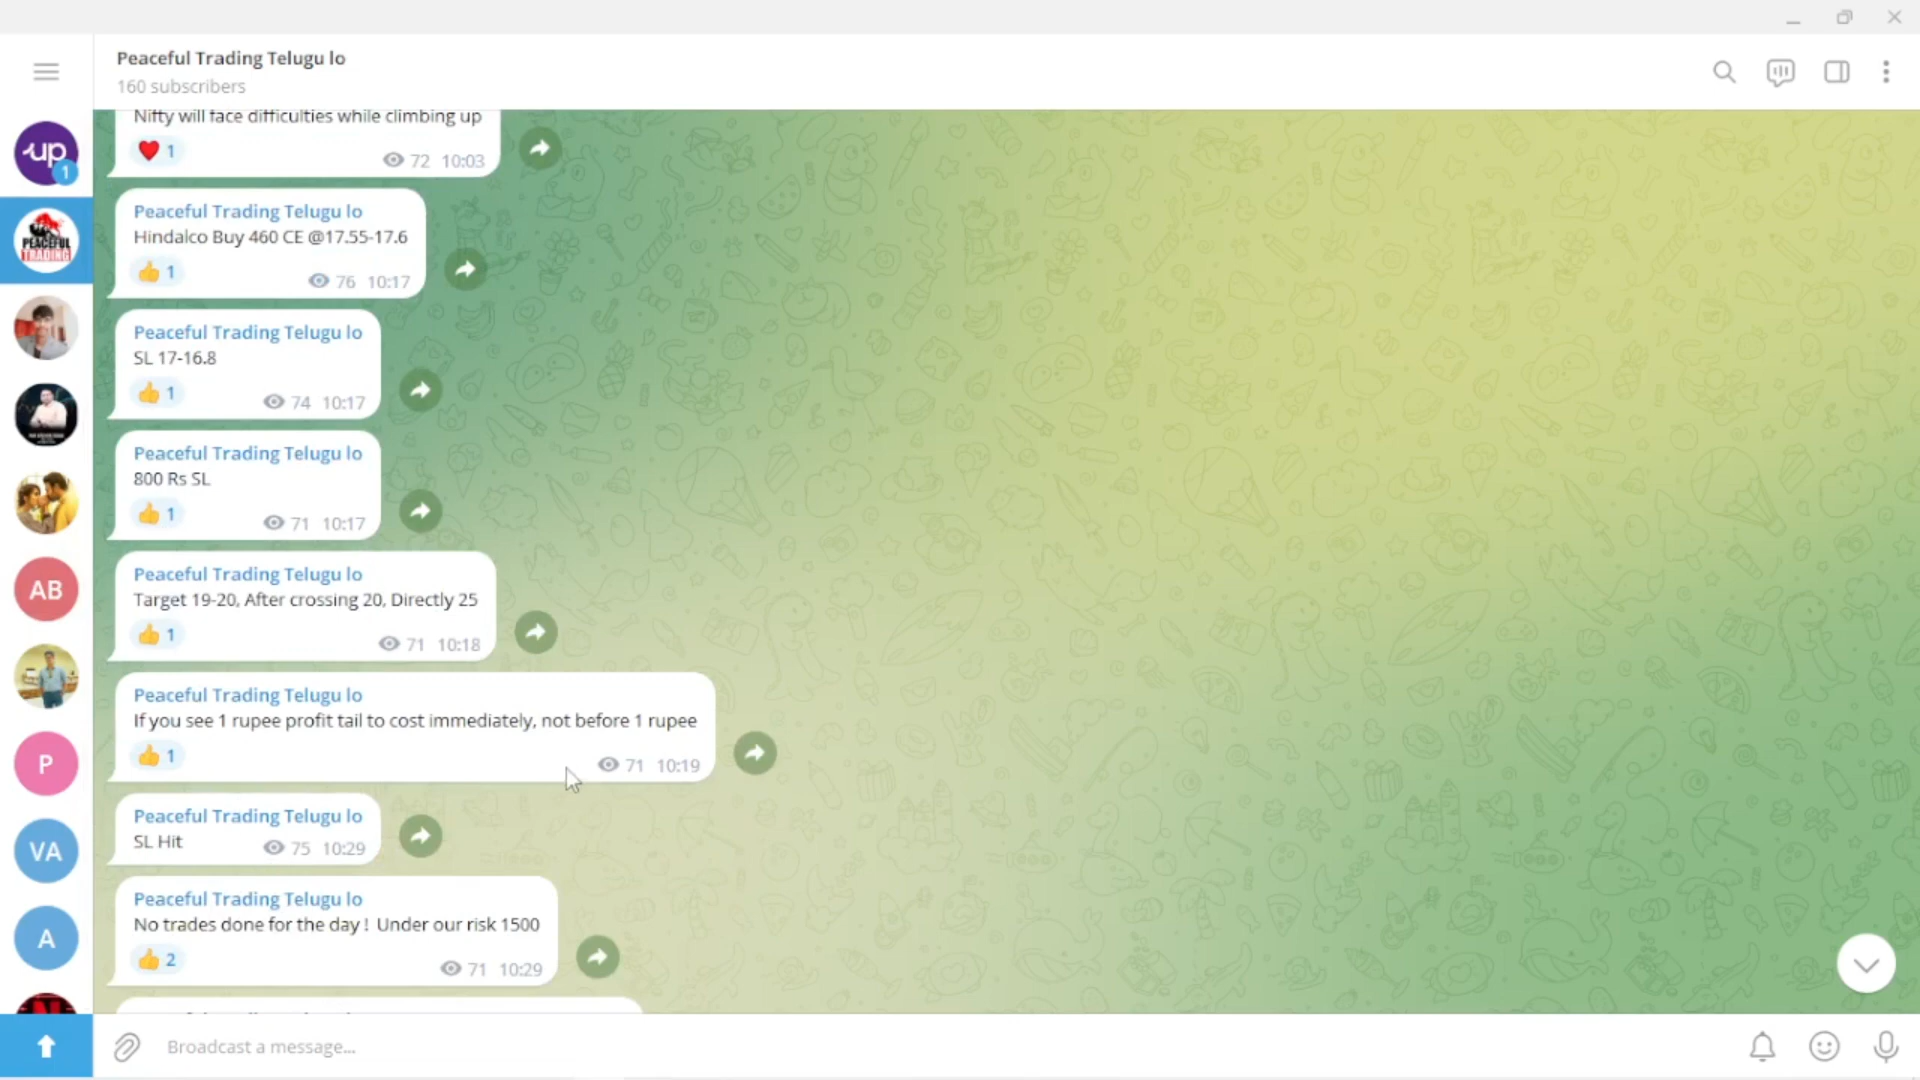 Peaceful Trading Telugu lo
160 subscribers
Nifty will face difficulties while climbing up
1
72 10:03
up
1
PEACEFUL
TRADING
Peaceful Trading Telugu lo
Hindalco Buy 460 CE @17.55-17.6
1
76 10:17
Peaceful Trading Telugu lo
SL 17-16.8
1
74 10:17
Peaceful Trading Telugu lo
800 Rs SL
1
71 10:17
AB
Peaceful Trading Telugu lo
Target 19-20, After crossing 20, Directly 25
1
71 10:18
Peaceful Trading Telugu lo
If you see 1 rupee profit tail to cost immediately, not before 1 rupee
1
71 10:19
P
Peaceful Trading Telugu lo
SL Hit
75 10:29
VA
Peaceful Trading Telugu lo
No trades done for the day ! Under our risk 1500
2
71 10:29
A
Broadcast a message...